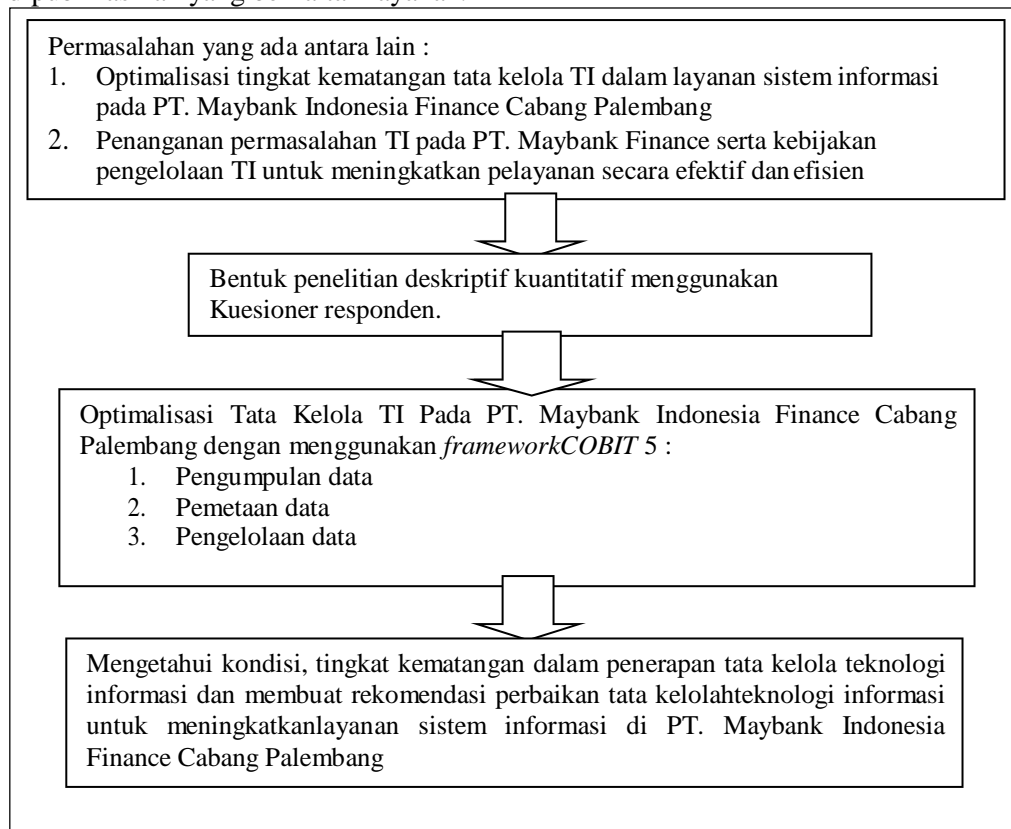 Permasalahan yang ada antara lain :
1. Optimalisasi tingkat kematangan tata kelola TI dalam layanan sistem informasi
pada PT. Maybank Indonesia Finance Cabang Palembang
2. Penanganan permasalahan TI pada PT. Maybank Finance serta kebijakan
pengelolaan TI untuk meningkatkan pelayanan secara efektif dan efisien
Bentuk penelitian deskriptif kuantitatif menggunakan
Kuesioner responden.
Optimalisasi Tata Kelola TI Pada PT. Maybank Indonesia Finance Cabang
Palembang dengan menggunakan frameworkCOBIT 5 :
1. Pengumpulan data
2. Pemetaan data
3. Pengelolaan data
Mengetahui kondisi, tingkat kematangan dalam penerapan tata kelola teknologi
informasi dan membuat rekomendasi perbaikan tata kelolahteknologi informasi
untuk meningkatkanlayanan sistem informasi di PT. Maybank Indonesia
Finance Cabang Palembang